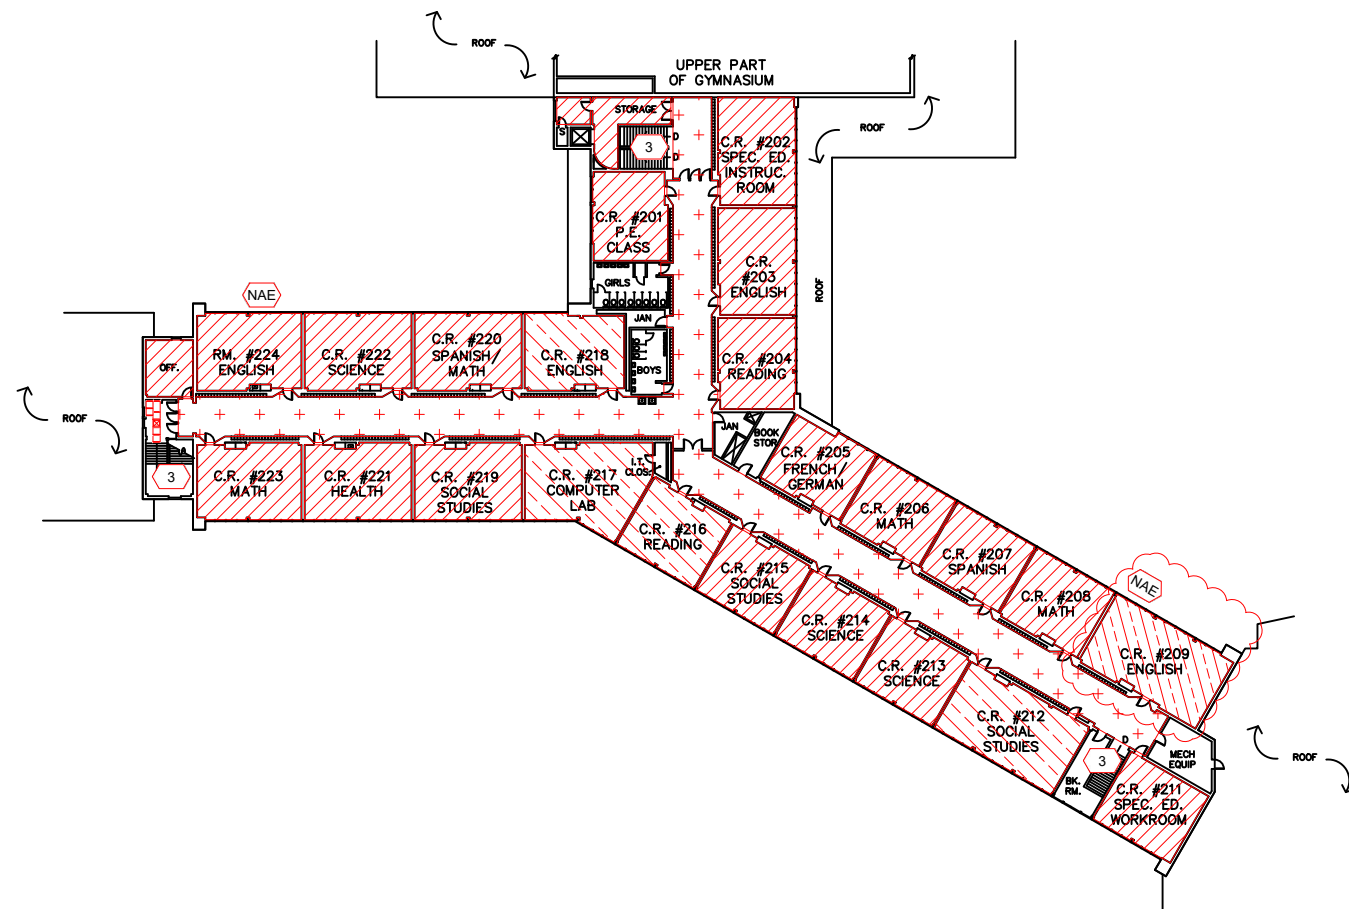 ROOF
UPPER PART
OF GYMNASIUM
STORAGE
S
3
D
D
C.R. #202
SPEC. ED.
INSTRUC.
ROOM
ROOF
C.R. #201
P.E.
CLASS
C.R.
#203
ENGLISH
GIRLS
ROOF
NAE
JAN
RM. #224
ENGLISH
C.R. #222
SCIENCE
C.R. #220
SPANISH/
MATH
C.R. #218
ENGLISH
BOYS
C.R. #204
READING
OFF.
ROOF
JAN
BOOK
STOR
C.R. #205
FRENCH/
GERMAN
3
C.R. #223
MATH
C.R. #221
HEALTH
C.R. #219
SOCIAL
STUDIES
C.R. #217
COMPUTER
LAB
I.T.
CLOS.
C.R. #216
READING
C.R. #206
MATH
C.R. #207
SPANISH
C.R. #215
SOCIAL
STUDIES
C.R. #208
MATH
NAE
C.R. #214
SCIENCE
C.R. #209
ENGLISH
C.R. #213
SCIENCE
C.R. #212
SOCIAL
STUDIES
D
3
MECH
EQUIP
ROOF
BK.
RM.
C.R. #211
SPEC. ED.
WORKROOM